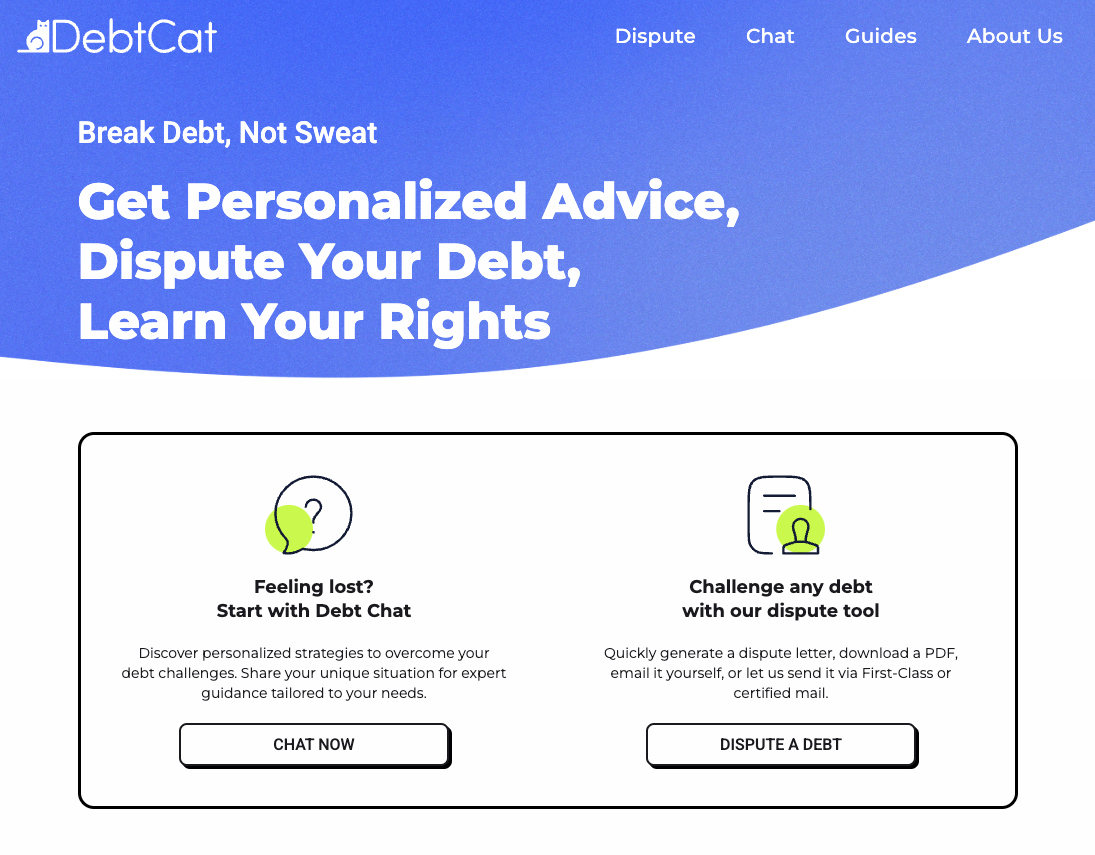 DebtCat
Dispute Chat Guides About Us
Break Debt, Not Sweat
Get Personalized Advice,
Dispute Your Debt,
Learn Your Rights
?
Feeling lost?
Start with Debt Chat
Discover personalized strategies to overcome your
debt challenges. Share your unique situation for expert
guidance tailored to your needs.
CHAT NOW
Challenge any debt
with our dispute tool
Quickly generate a dispute letter, download a PDF,
email it yourself, or let us send it via First-Class or
certified mail.
DISPUTE A DEBT